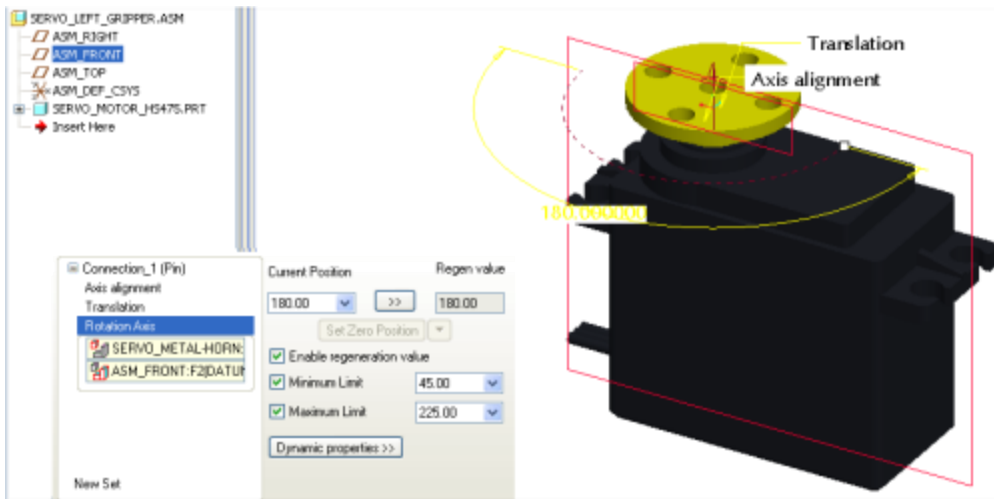 SERVO_LEFT_GRIPPER.ASM
ASM_RIGHT
ASM_FRONT
ASM_TOP
ASM_DEF_CSYS
SERVO_MOTOR_HS475.PRT
Insert Here
Translation
Axis alignment
180.000000
Connection_1 (Pin)
Axis alignment
Translation
Rotation Axis
SERVO_METAL-HORN:
ASM_FRONT:F2(DATUM
New Set
Current Position
Regen value
180.00
>>
180.00
Set Zero Position
Enable regeneration value
Minimum Limit
45.00
Maximum Limit
225.00
Dynamic properties >>